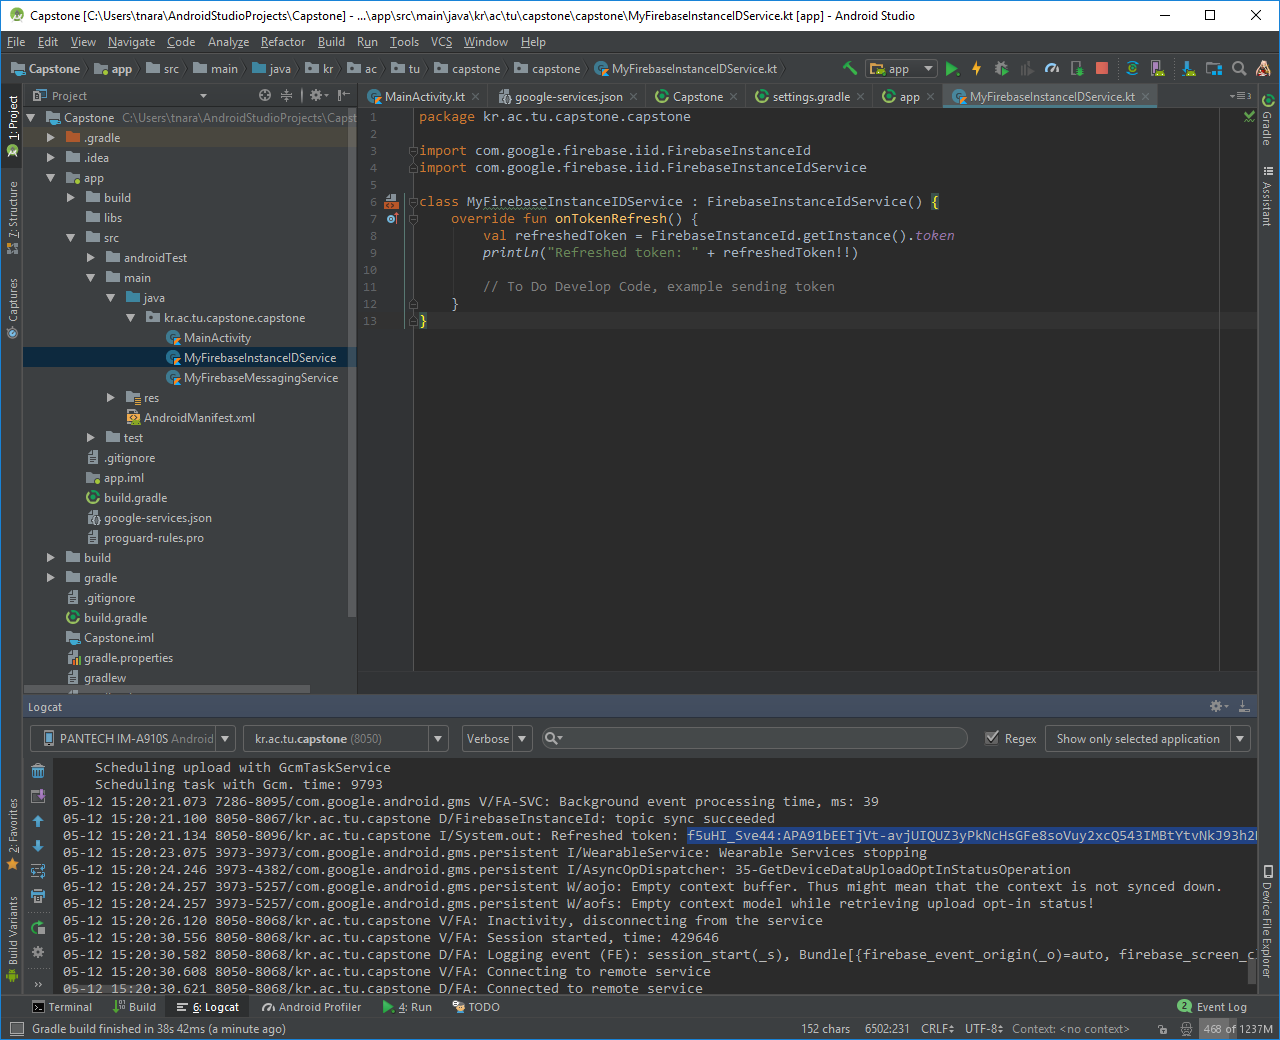 Capstone [C:\Users\tnara\AndroidStudioProjects\Capstone] - ...\app\src\main\java\kr\ac\tu\capstone\capstone\MyFirebaseInstanceIDService.kt [app] - Android Studio
File Edit View Navigate Code Analyze Refactor Build Run Tools VCS Window Help
Capstone app src main java kr ac tu capstone capstone MyFirebaseInstanceIDService.kt app
1: Project
7: Structure
Captures
2: Favorites
Build Variants
Project
Capstone C:\Users\tnara\AndroidStudioProjects\Capst
.gradle
.idea
app
build
libs
src
androidTest
main
java
kr.ac.tu.capstone.capstone
MainActivity
MyFirebaseInstanceIDService
MyFirebaseMessagingService
res
AndroidManifest.xml
test
.gitignore
app.iml
build.gradle
google-services.json
proguard-rules.pro
build
gradle
.gitignore
build.gradle
Capstone.iml
gradle.properties
gradlew
MainActivity.kt google-services.json Capstone settings.gradle app MyFirebaseInstanceIDService.kt
3
1 package kr.ac.tu.capstone.capstone
2
3 import com.google.firebase.iid.FirebaseInstanceId
4 import com.google.firebase.iid.FirebaseInstanceIdService
5
6 class MyFirebaseInstanceIDService : FirebaseInstanceIdService() {
7 override fun onTokenRefresh() {
8 val refreshedToken = FirebaseInstanceId.getInstance().token
9 println("Refreshed token: " + refreshedToken!!)
10
11 // To Do Develop Code, example sending token
12 }
13 }
Gradle
Assistant
Device File Explorer
Logcat
PANTECH IM-A910S Android kr.ac.tu.capstone (8050) Verbose Regex Show only selected application
Scheduling upload with GcmTaskService
Scheduling task with Gcm. time: 9793
05-12 15:20:21.073 7286-8095/com.google.android.gms V/FA-SVC: Background event processing time, ms: 39
05-12 15:20:21.100 8050-8067/kr.ac.tu.capstone D/FirebaseInstanceId: topic sync succeeded
05-12 15:20:21.134 8050-8096/kr.ac.tu.capstone I/System.out: Refreshed token: f5uHI_Sve44:APA91bEETjVt-avjUIQUZ3yPkNcHsGFe8soVuy2xcQ543IMBtYtvNkJ93h2
05-12 15:20:23.075 3973-3973/com.google.android.gms.persistent I/WearableService: Wearable Services stopping
05-12 15:20:24.246 3973-4382/com.google.android.gms.persistent I/AsyncOpDispatcher: 35-GetDeviceDataUploadOptInStatusOperation
05-12 15:20:24.257 3973-5257/com.google.android.gms.persistent W/aojo: Empty context buffer. Thus might mean that the context is not synced down.
05-12 15:20:24.257 3973-5257/com.google.android.gms.persistent W/aofs: Empty context model while retrieving upload opt-in status!
05-12 15:20:26.120 8050-8068/kr.ac.tu.capstone V/FA: Inactivity, disconnecting from the service
05-12 15:20:30.556 8050-8068/kr.ac.tu.capstone V/FA: Session started, time: 429646
05-12 15:20:30.582 8050-8068/kr.ac.tu.capstone D/FA: Logging event (FE): session_start(_s), Bundle[{firebase_event_origin(_o)=auto, firebase_screen_c
05-12 15:20:30.608 8050-8068/kr.ac.tu.capstone V/FA: Connecting to remote service
05-12 15:20:30.621 8050-8068/kr.ac.tu.capstone D/FA: Connected to remote service
Terminal Build 6: Logcat Android Profiler 4: Run TODO 2 Event Log
Gradle build finished in 38s 42ms (a minute ago) 152 chars 6502:231 CRLF UTF-8 Context: <no context> 468 of 1237M